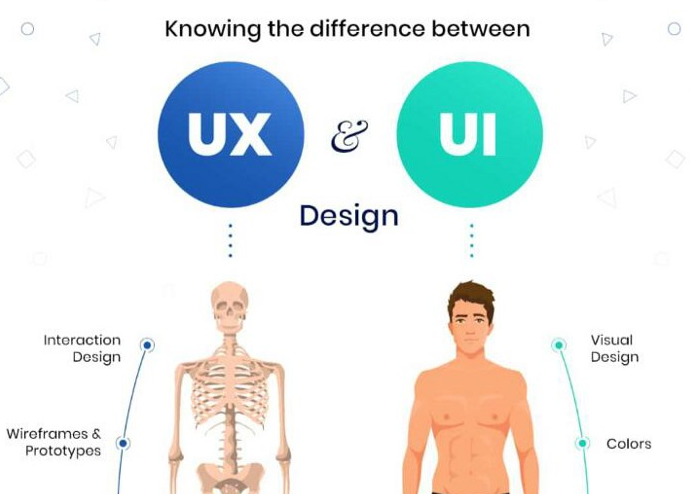 Knowing the difference between
UX & UI
Design
Interaction
Design
Wireframes &
Prototypes
Visual
Design
Colors